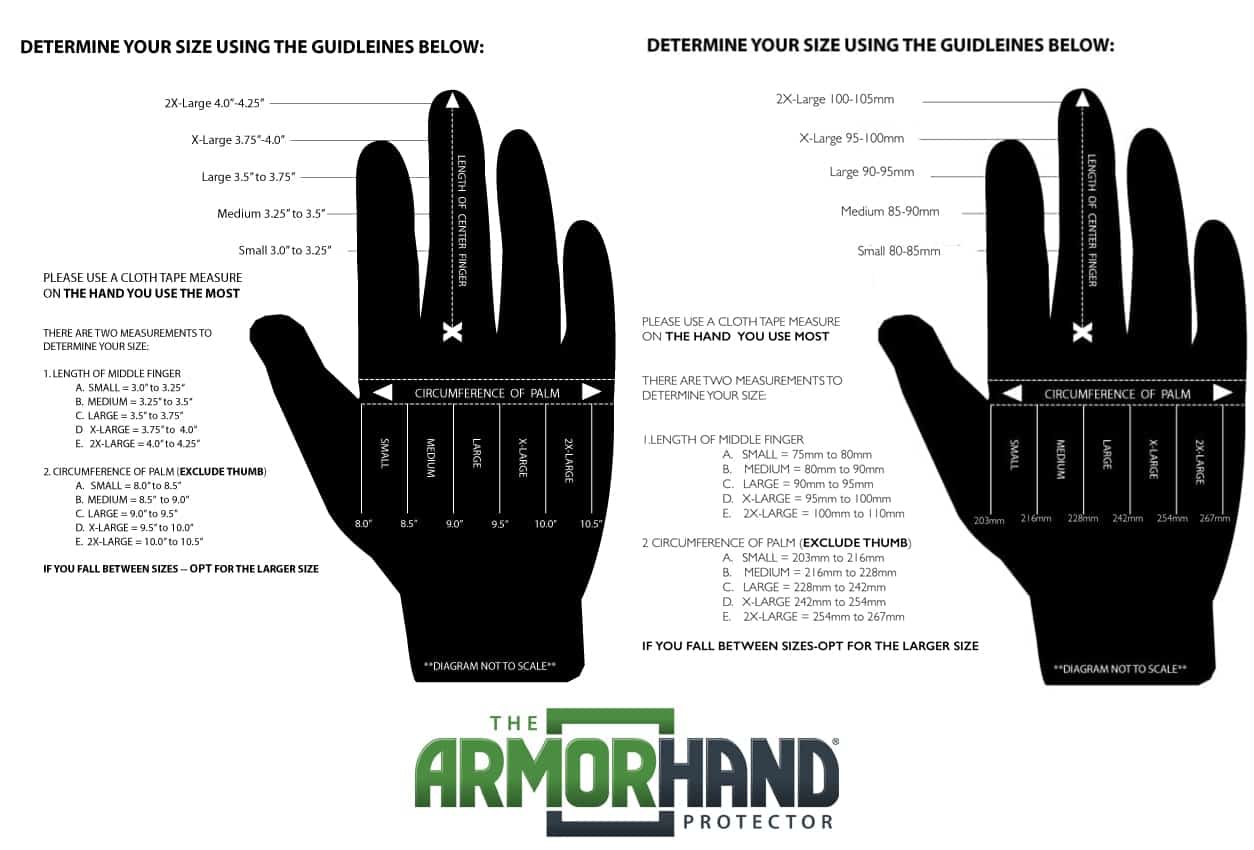 DETERMINE YOUR SIZE USING THE GUIDLEINES BELOW:
2X-Large 4.0"-4.25"
X-Large 3.75"-4.0"
Large 3.5" to 3.75"
Medium 3.25" to 3.5"
Small 3.0" to 3.25"
LENGTH OF CENTER FINGER
PLEASE USE A CLOTH TAPE MEASURE
ON THE HAND YOU USE THE MOST
THERE ARE TWO MEASUREMENTS TO
DETERMINE YOUR SIZE:
1. LENGTH OF MIDDLE FINGER
A. SMALL = 3.0" to 3.25"
B. MEDIUM = 3.25" to 3.5"
C. LARGE = 3.5" to 3.75"
D X-LARGE = 3.75" to 4.0"
E. 2X-LARGE = 4.0" to 4.25"
2. CIRCUMFERENCE OF PALM (EXCLUDE THUMB)
A. SMALL = 8.0" to 8.5"
B. MEDIUM = 8.5" to 9.0"
C. LARGE = 9.0" to 9.5"
D. X-LARGE = 9.5" to 10.0"
E. 2X-LARGE = 10.0" to 10.5"
IF YOU FALL BETWEEN SIZES – OPT FOR THE LARGER SIZE
CIRCUMFERENCE OF PALM
SMALL
MEDIUM
LARGE
X-LARGE
2X-LARGE
8.0" 8.5" 9.0" 9.5" 10.0" 10.5"
**DIAGRAM NOT TO SCALE**
DETERMINE YOUR SIZE USING THE GUIDLEINES BELOW:
2X-Large 100-105mm
X-Large 95-100mm
Large 90-95mm
Medium 85-90mm
Small 80-85mm
LENGTH OF CENTER FINGER
PLEASE USE A CLOTH TAPE MEASURE
ON THE HAND YOU USE MOST
THERE ARE TWO MEASUREMENTS TO
DETERMINE YOUR SIZE:
1.LENGTH OF MIDDLE FINGER
A. SMALL = 75mm to 80mm
B. MEDIUM = 80mm to 90mm
C. LARGE = 90mm to 95mm
D. X-LARGE = 95mm to 100mm
E. 2X-LARGE = 100mm to 110mm
2 CIRCUMFERENCE OF PALM (EXCLUDE THUMB)
A. SMALL = 203mm to 216mm
B. MEDIUM = 216mm to 228mm
C. LARGE = 228mm to 242mm
D. X-LARGE 242mm to 254mm
E. 2X-LARGE = 254mm to 267mm
IF YOU FALL BETWEEN SIZES-OPT FOR THE LARGER SIZE
CIRCUMFERENCE OF PALM
SMALL
MEDIUM
LARGE
X-LARGE
2X-LARGE
203mm 216mm 228mm 242mm 254mm 267mm
**DIAGRAM NOT TO SCALE**
THE
ARMORHAND®
PROTECTOR